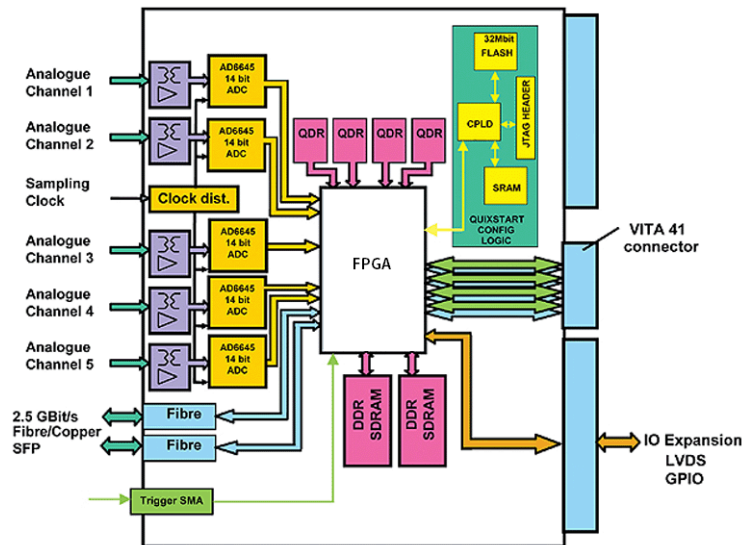 Analogue
Channel 1
AD6645
14 bit
ADC
Analogue
Channel 2
AD6645
14 bit
ADC
Sampling
Clock
Clock dist.
Analogue
Channel 3
AD6645
14 bit
ADC
Analogue
Channel 4
AD6645
14 bit
ADC
Analogue
Channel 5
AD6645
14 bit
ADC
2.5 GBit/s
Fibre/Copper
SFP
Fibre
Fibre
Trigger SMA
QDR
QDR
QDR
QDR
FPGA
DDR
SDRAM
DDR
SDRAM
32Mbit
FLASH
CPLD
JTAG HEADER
SRAM
QUIXSTART
CONFIG
LOGIC
VITA 41
connector
IO Expansion
LVDS
GPIO